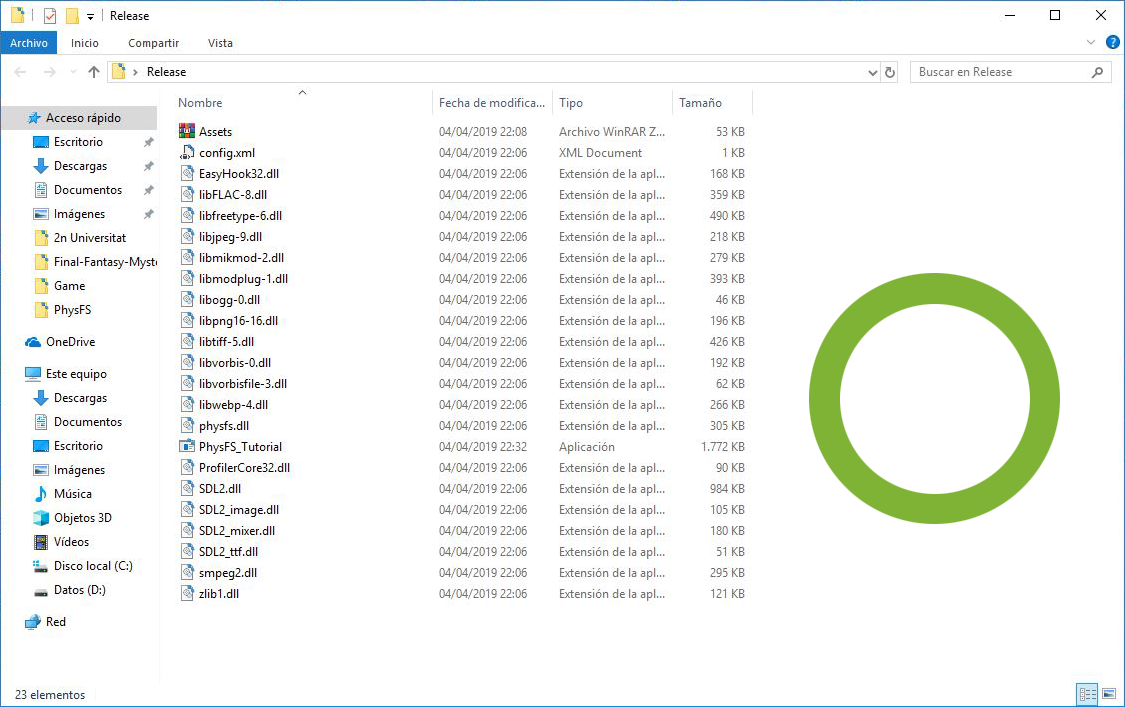 Release
Archivo Inicio Compartir Vista
Release Buscar en Release
Nombre Fecha de modifica... Tipo Tamaño
Acceso rápido
Escritorio
Descargas
Documentos
Imágenes
2n Universitat
Final-Fantasy-Myste
Game
PhysFS
OneDrive
Este equipo
Descargas
Documentos
Escritorio
Imágenes
Música
Objetos 3D
Vídeos
Disco local (C:)
Datos (D:)
Red
Assets 04/04/2019 22:08 Archivo WinRAR Z... 53 KB
config.xml 04/04/2019 22:06 XML Document 1 KB
EasyHook32.dll 04/04/2019 22:06 Extensión de la apl... 168 KB
libFLAC-8.dll 04/04/2019 22:06 Extensión de la apl... 359 KB
libfreetype-6.dll 04/04/2019 22:06 Extensión de la apl... 490 KB
libjpeg-9.dll 04/04/2019 22:06 Extensión de la apl... 218 KB
libmikmod-2.dll 04/04/2019 22:06 Extensión de la apl... 279 KB
libmodplug-1.dll 04/04/2019 22:06 Extensión de la apl... 393 KB
libogg-0.dll 04/04/2019 22:06 Extensión de la apl... 46 KB
libpng16-16.dll 04/04/2019 22:06 Extensión de la apl... 196 KB
libtiff-5.dll 04/04/2019 22:06 Extensión de la apl... 426 KB
libvorbis-0.dll 04/04/2019 22:06 Extensión de la apl... 192 KB
libvorbisfile-3.dll 04/04/2019 22:06 Extensión de la apl... 62 KB
libwebp-4.dll 04/04/2019 22:06 Extensión de la apl... 266 KB
physfs.dll 04/04/2019 22:06 Extensión de la apl... 305 KB
PhysFS_Tutorial 04/04/2019 22:32 Aplicación 1.772 KB
ProfilerCore32.dll 04/04/2019 22:06 Extensión de la apl... 90 KB
SDL2.dll 04/04/2019 22:06 Extensión de la apl... 984 KB
SDL2_image.dll 04/04/2019 22:06 Extensión de la apl... 105 KB
SDL2_mixer.dll 04/04/2019 22:06 Extensión de la apl... 180 KB
SDL2_ttf.dll 04/04/2019 22:06 Extensión de la apl... 51 KB
smpeg2.dll 04/04/2019 22:06 Extensión de la apl... 295 KB
zlib1.dll 04/04/2019 22:06 Extensión de la apl... 121 KB
23 elementos